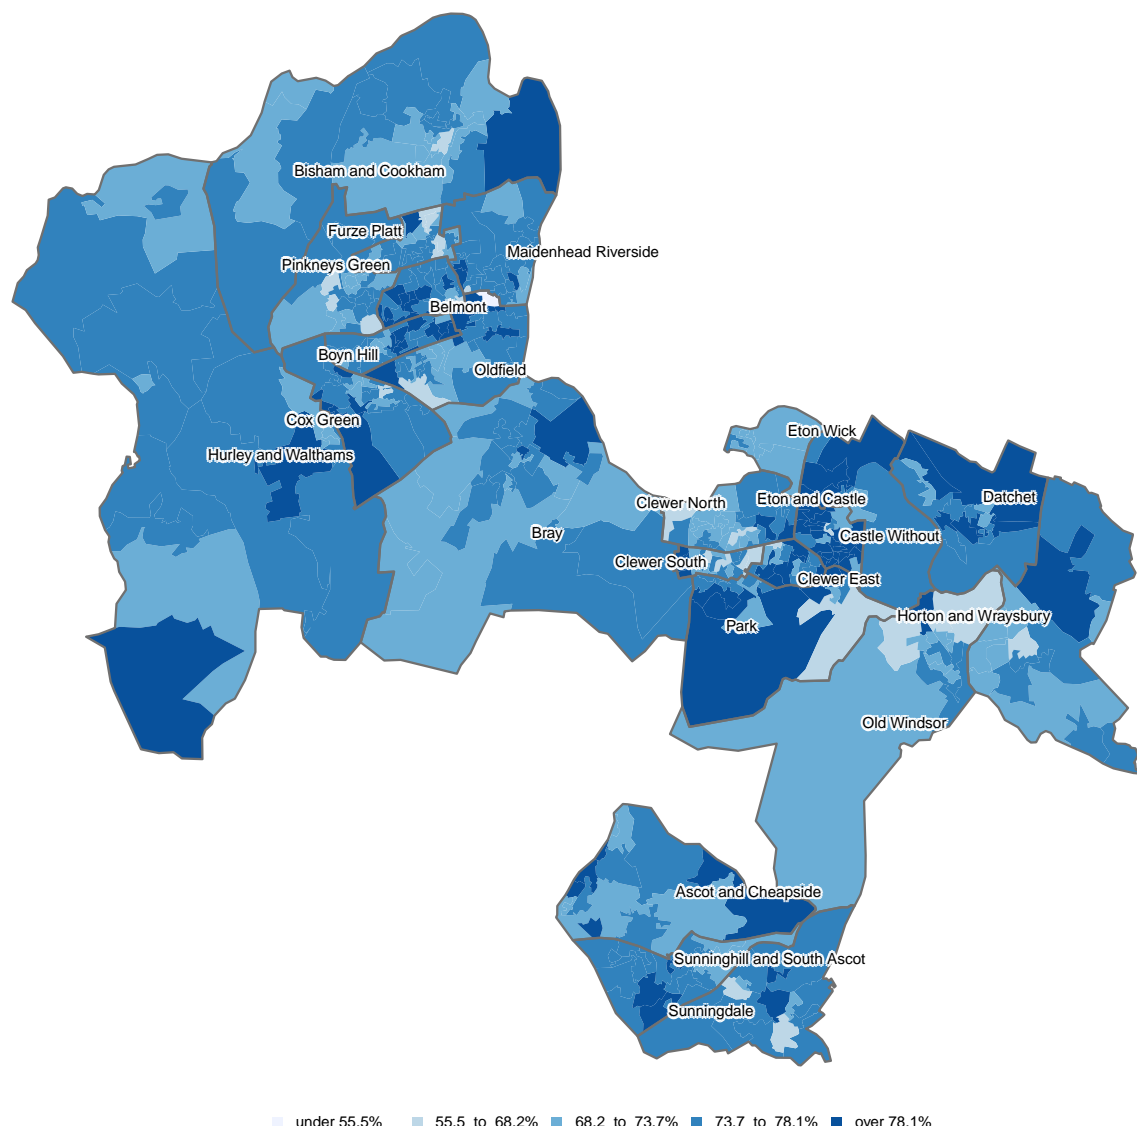 Bisham and Cookham
Furze Platt
Maidenhead Riverside
Pinkneys Green
Belmont
Boyn Hill
Oldfield
Cox Green
Eton Wick
Hurley and Walthams
Clewer North
Eton and Castle
Datchet
Bray
Castle Without
Clewer South
Clewer East
Park
Horton and Wraysbury
Old Windsor
Ascot and Cheapside
Sunninghill and South Ascot
Sunningdale
under 55.5% 55.5 to 68.2% 68.2 to 73.7% 73.7 to 78.1% over 78.1%